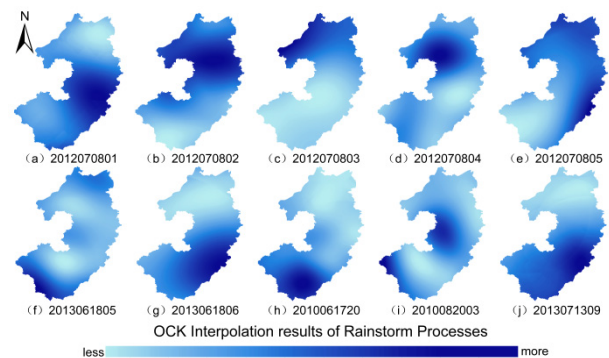 N
（a）2012070801 （b）2012070802 （c）2012070803 （d）2012070804 （e）2012070805
（f）2013061805 （g）2013061806 （h）2010061720 （i）2010082003 （j）2013071309
OCK Interpolation results of Rainstorm Processes
less more